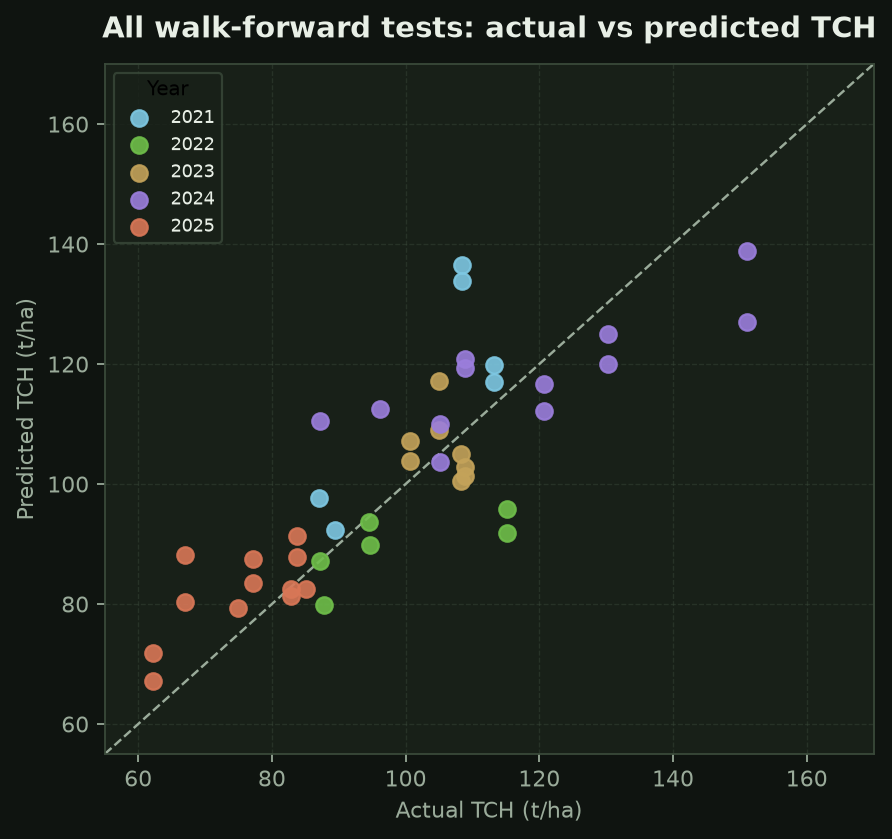 All walk-forward tests: actual vs predicted TCH
Year
2021
2022
2023
2024
2025
160
140
120
100
80
60
Predicted TCH (t/ha)
60 80 100 120 140 160
Actual TCH (t/ha)